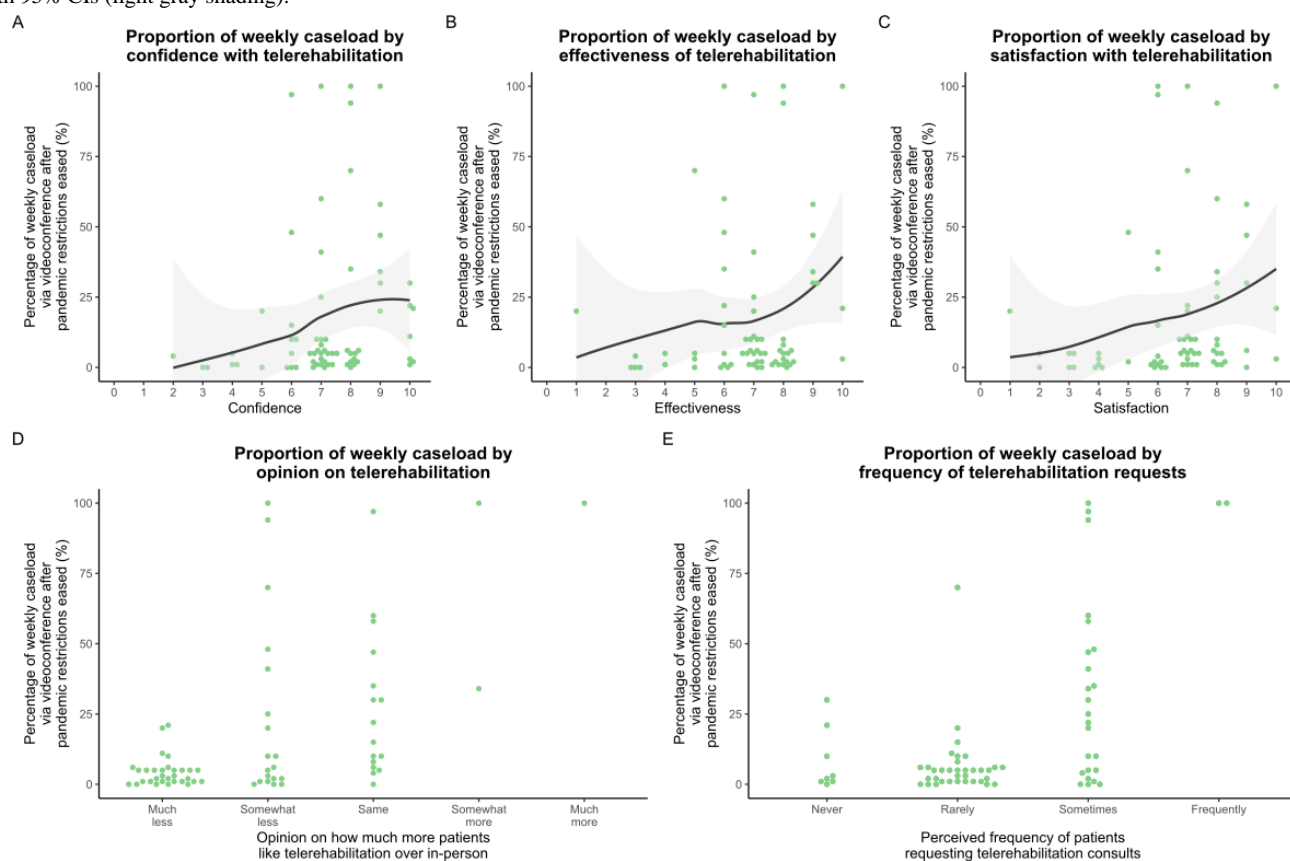 95% CIs (light gray shading).
A
Proportion of weekly caseload by
confidence with telerehabilitation
Percentage of weekly caseload
via videoconference after
pandemic restrictions eased (%)
100
75
50
25
0
0 1 2 3 4 5 6 7 8 9 10
Confidence
B
Proportion of weekly caseload by
effectiveness of telerehabilitation
Percentage of weekly caseload
via videoconference after
pandemic restrictions eased (%)
100
75
50
25
0
0 1 2 3 4 5 6 7 8 9 10
Effectiveness
C
Proportion of weekly caseload by
satisfaction with telerehabilitation
Percentage of weekly caseload
via videoconference after
pandemic restrictions eased (%)
100
75
50
25
0
0 1 2 3 4 5 6 7 8 9 10
Satisfaction
D
Proportion of weekly caseload by
opinion on telerehabilitation
Percentage of weekly caseload
via videoconference after
pandemic restrictions eased (%)
100
75
50
25
0
Much less
Somewhat less
Same
Somewhat more
Much more
Opinion on how much more patients
like telerehabilitation over in-person
E
Proportion of weekly caseload by
frequency of telerehabilitation requests
Percentage of weekly caseload
via videoconference after
pandemic restrictions eased (%)
100
75
50
25
0
Never Rarely Sometimes Frequently
Perceived frequency of patients
requesting telerehabilitation consults